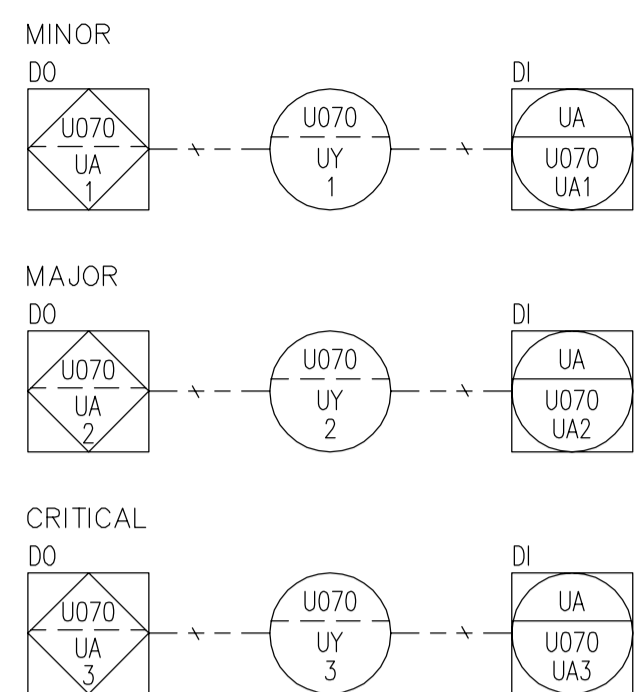 MINOR
DO
DI
U070
UA
1
U070
UY
1
UA
U070
UA1
MAJOR
DO
DI
U070
UA
2
U070
UY
2
UA
U070
UA2
CRITICAL
DO
DI
U070
UA
3
U070
UY
3
UA
U070
UA3